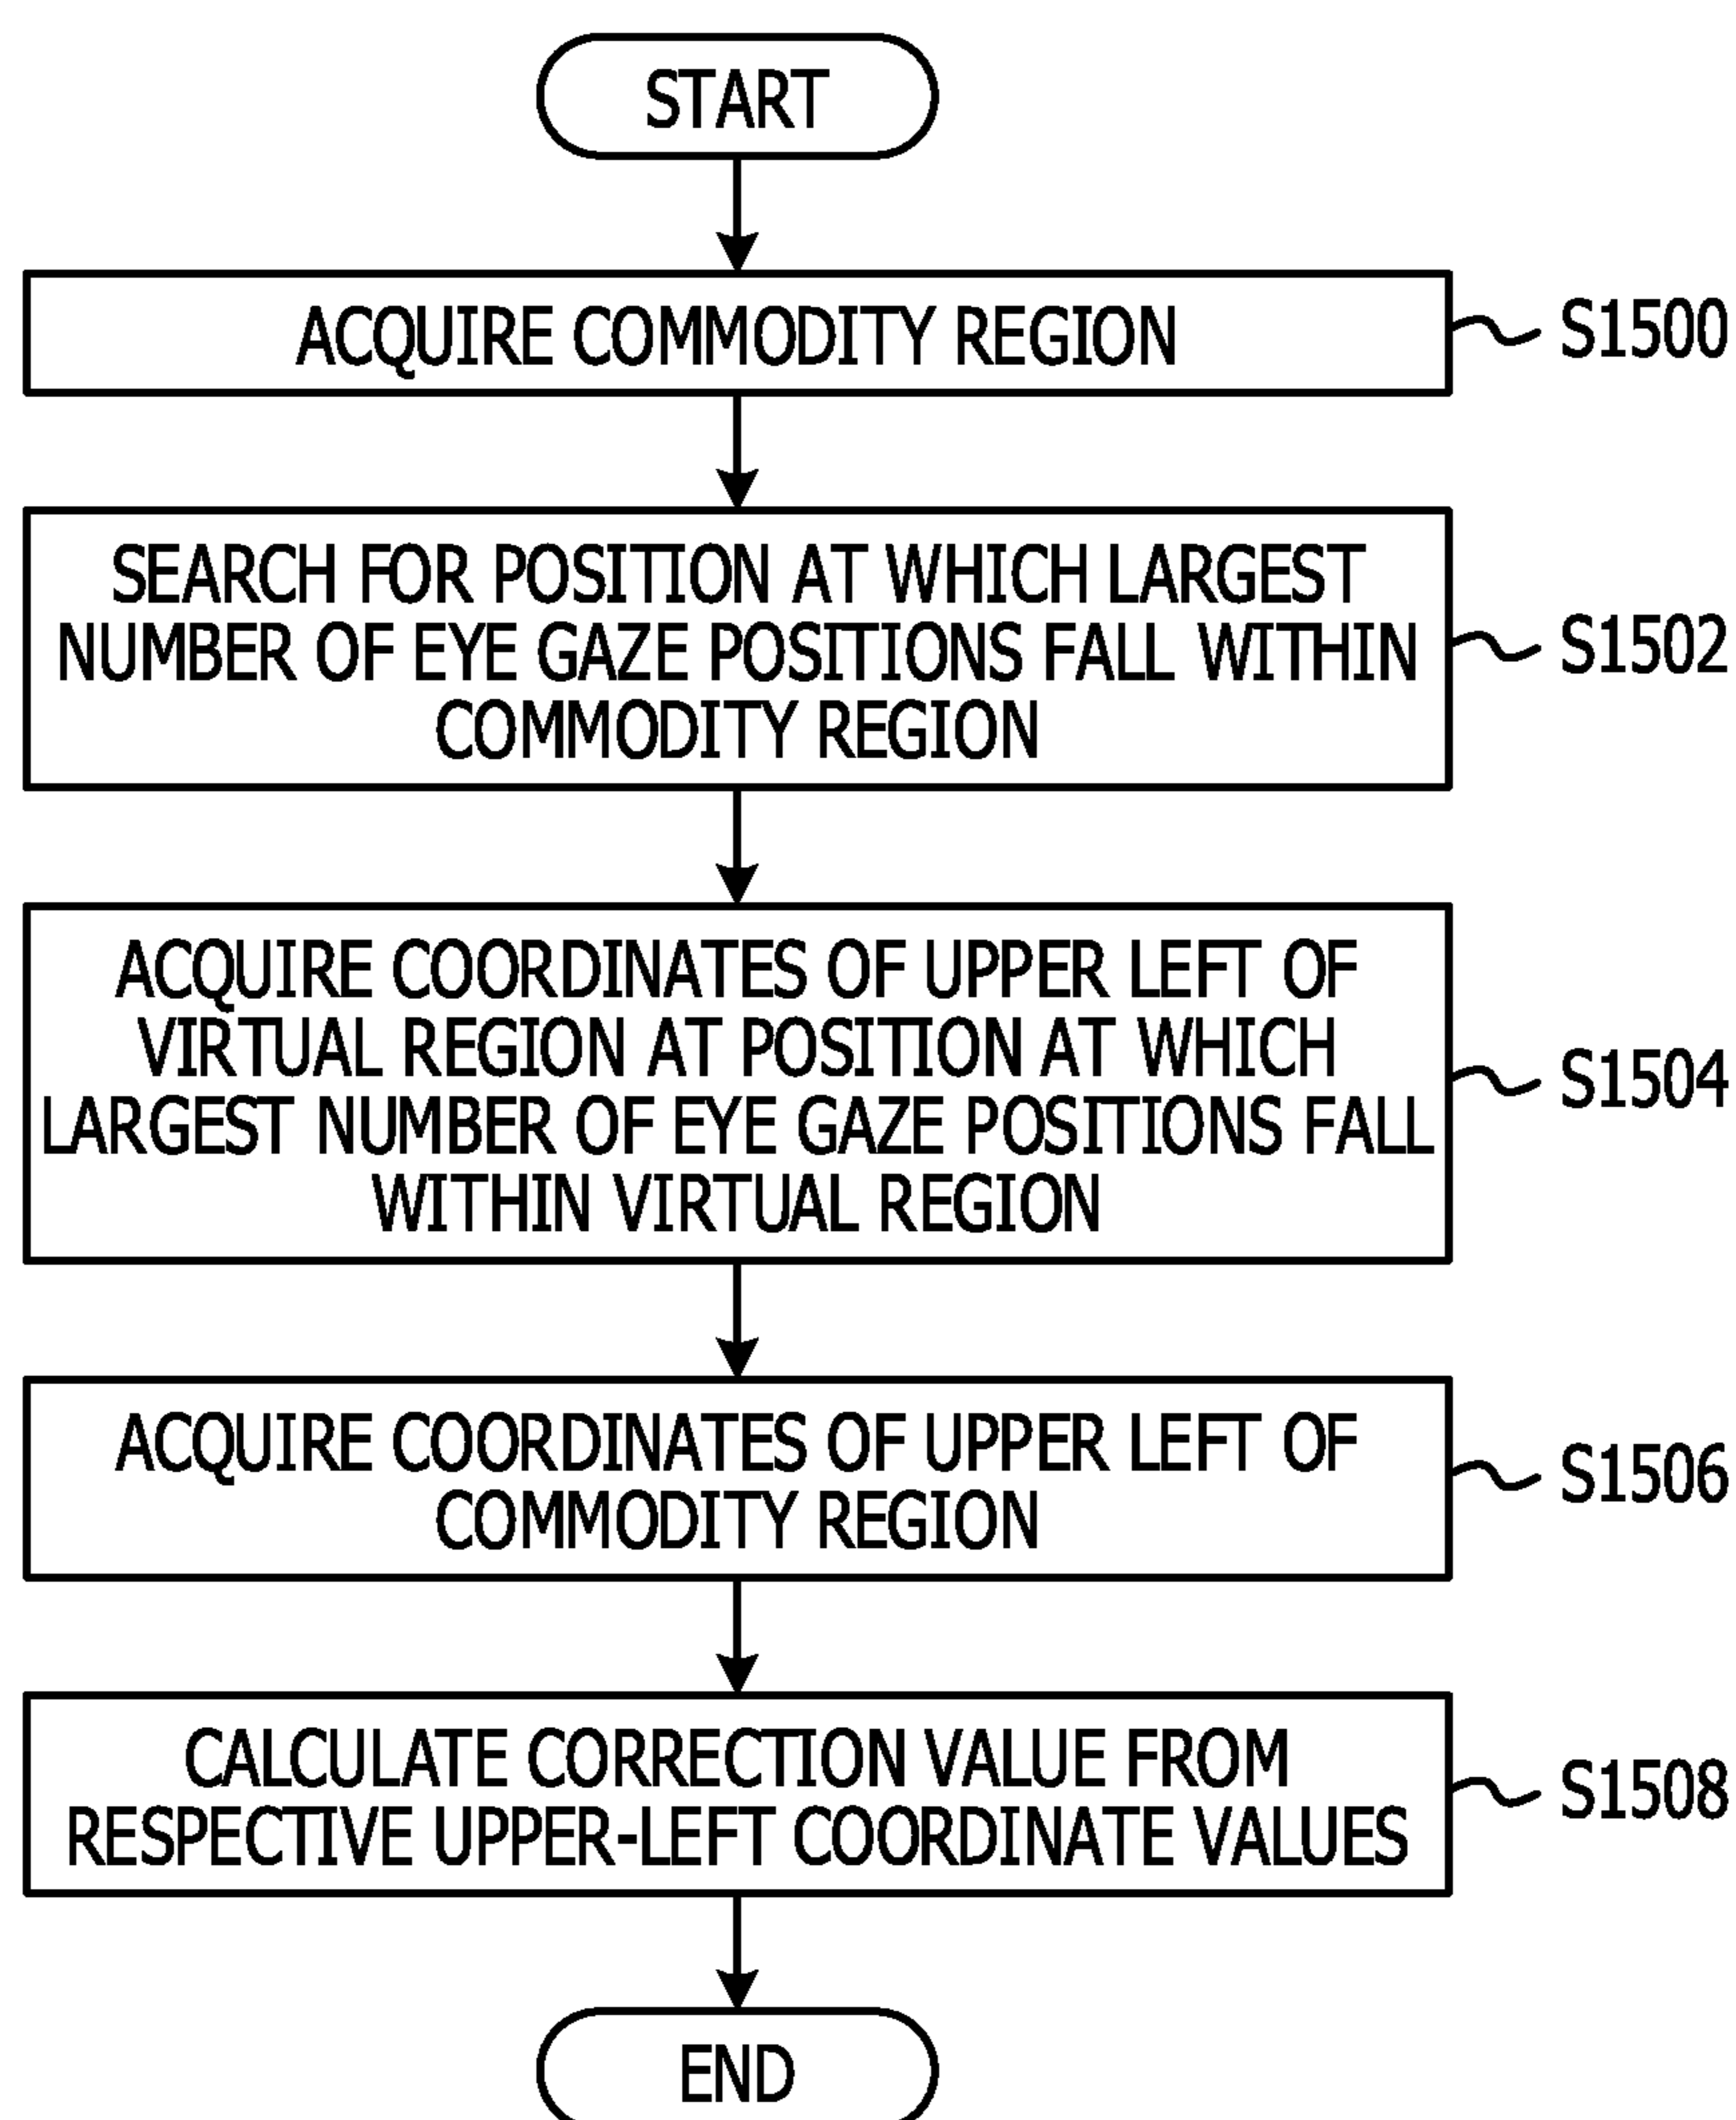 START
ACQUIRE COMMODITY REGION
S1500
SEARCH FOR POSITION AT WHICH LARGEST
NUMBER OF EYE GAZE POSITIONS FALL WITHIN
COMMODITY REGION
S1502
ACQUIRE COORDINATES OF UPPER LEFT OF
VIRTUAL REGION AT POSITION AT WHICH
LARGEST NUMBER OF EYE GAZE POSITIONS FALL
WITHIN VIRTUAL REGION
S1504
ACQUIRE COORDINATES OF UPPER LEFT OF
COMMODITY REGION
S1506
CALCULATE CORRECTION VALUE FROM
RESPECTIVE UPPER-LEFT COORDINATE VALUES
S1508
END